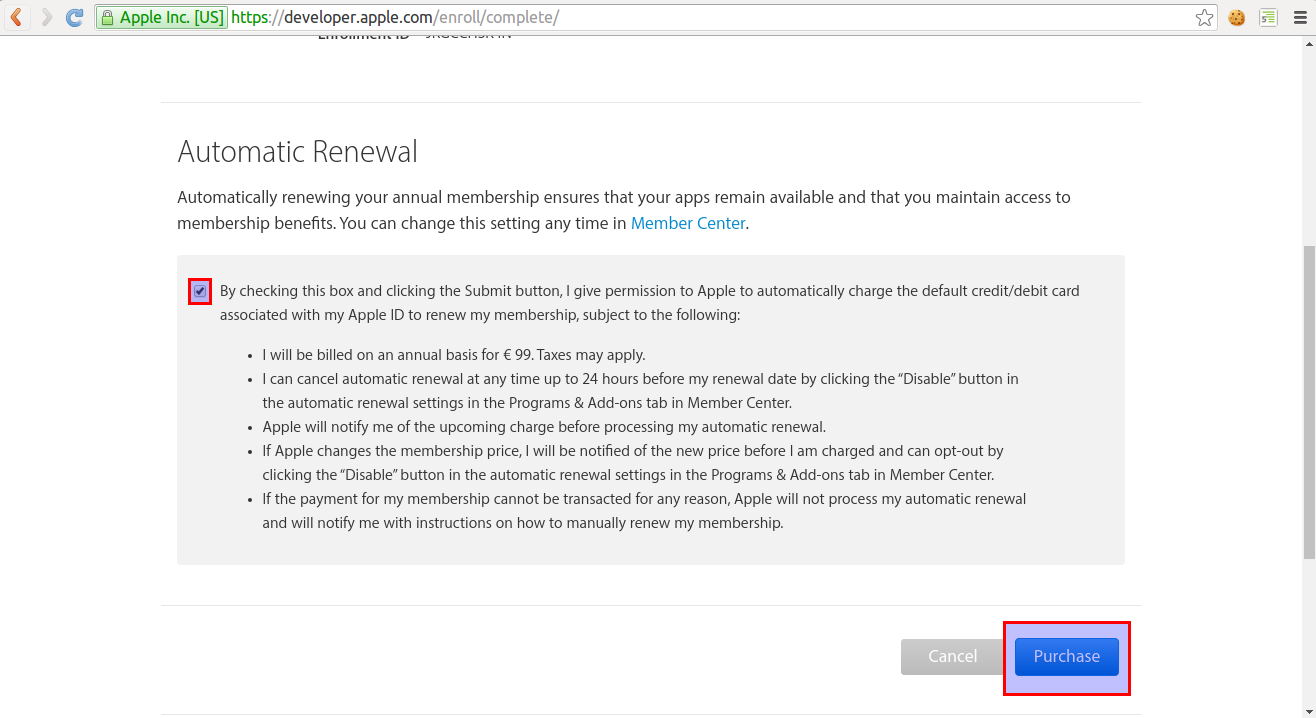 Apple Inc. [US] https://developer.apple.com/enroll/complete/
Enrollment ID
Automatic Renewal
Automatically renewing your annual membership ensures that your apps remain available and that you maintain access to
membership benefits. You can change this setting any time in Member Center.
By checking this box and clicking the Submit button, I give permission to Apple to automatically charge the default credit/debit card
associated with my Apple ID to renew my membership, subject to the following:
• I will be billed on an annual basis for € 99. Taxes may apply.
• I can cancel automatic renewal at any time up to 24 hours before my renewal date by clicking the “Disable” button in
the automatic renewal settings in the Programs & Add-ons tab in Member Center.
• Apple will notify me of the upcoming charge before processing my automatic renewal.
• If Apple changes the membership price, I will be notified of the new price before I am charged and can opt-out by
clicking the “Disable” button in the automatic renewal settings in the Programs & Add-ons tab in Member Center.
• If the payment for my membership cannot be transacted for any reason, Apple will not process my automatic renewal
and will notify me with instructions on how to manually renew my membership.
Cancel Purchase